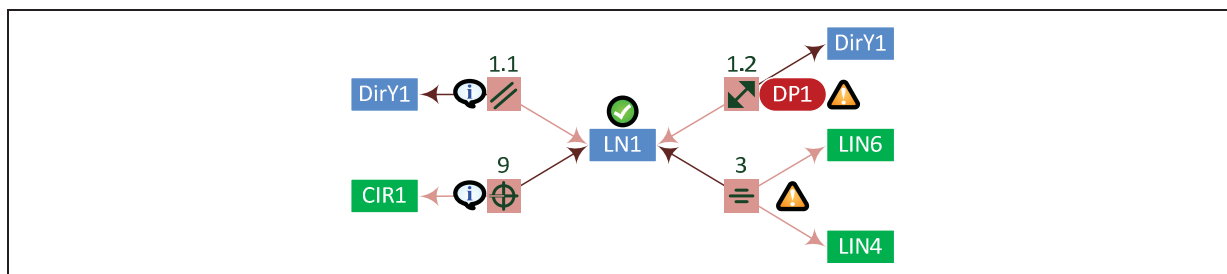 DirY1
1.1
1.2
DirY1
DP1
LN1
9
3
LIN6
CIR1
LIN4